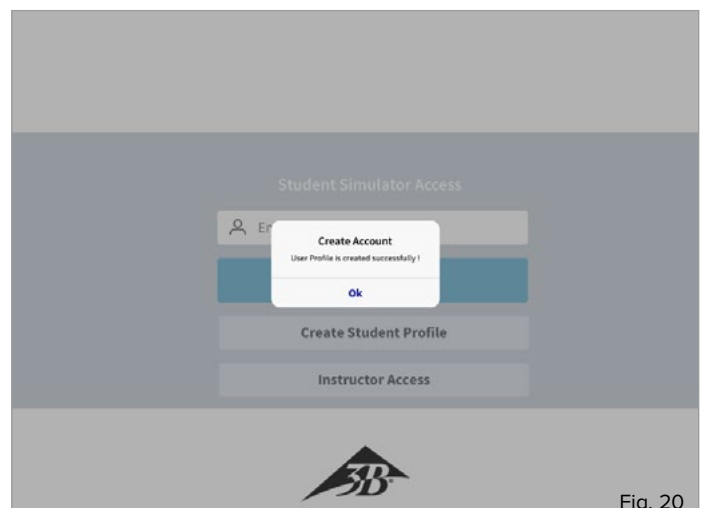 Student Simulator Access
Create Account
User Profile is created successfully !
Ok
Create Student Profile
Instructor Access
3B
Fig. 20